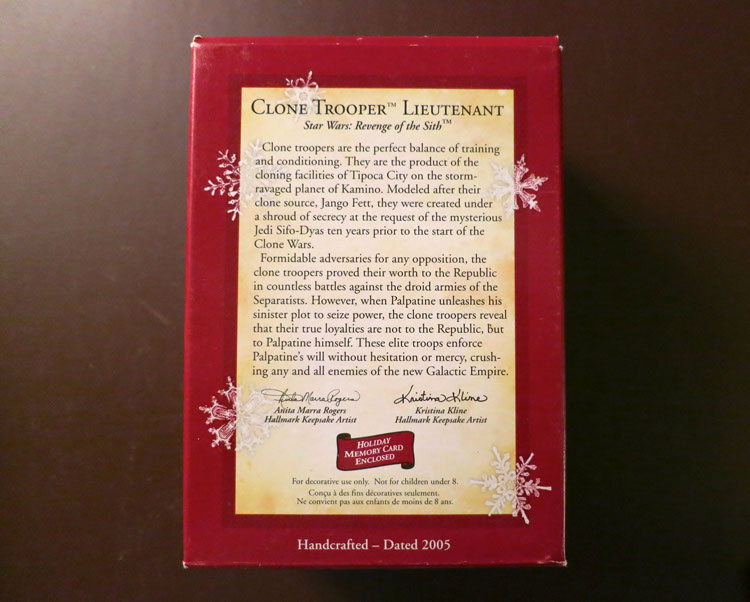 CLONE TROOPER™ LIEUTENANT
Star Wars: Revenge of the Sith™
Clone troopers are the perfect balance of training
and conditioning. They are the product of the
cloning facilities of Tipoca City on the storm-
ravaged planet of Kamino. Modeled after their
clone source, Jango Fett, they were created under
a shroud of secrecy at the request of the mysterious
Jedi Sifo-Dyas ten years prior to the start of the
Clone Wars.
Formidable adversaries for any opposition, the
clone troopers proved their worth to the Republic
in countless battles against the droid armies of the
Separatists. However, when Palpatine unleashes his
sinister plot to seize power, the clone troopers reveal
that their true loyalties are not to the Republic, but
to Palpatine himself. These elite troops enforce
Palpatine's will without hesitation or mercy, crush-
ing any and all enemies of the new Galactic Empire.
Anita Marra Rogers Kristina Kline
Anita Marra Rogers Kristina Kline
Hallmark Keepsake Artist Hallmark Keepsake Artist
HOLIDAY
MEMORY CARD
ENCLOSED
For decorative use only. Not for children under 8.
Conçu à des fins décoratives seulement.
Ne convient pas aux enfants de moins de 8 ans.
Handcrafted – Dated 2005